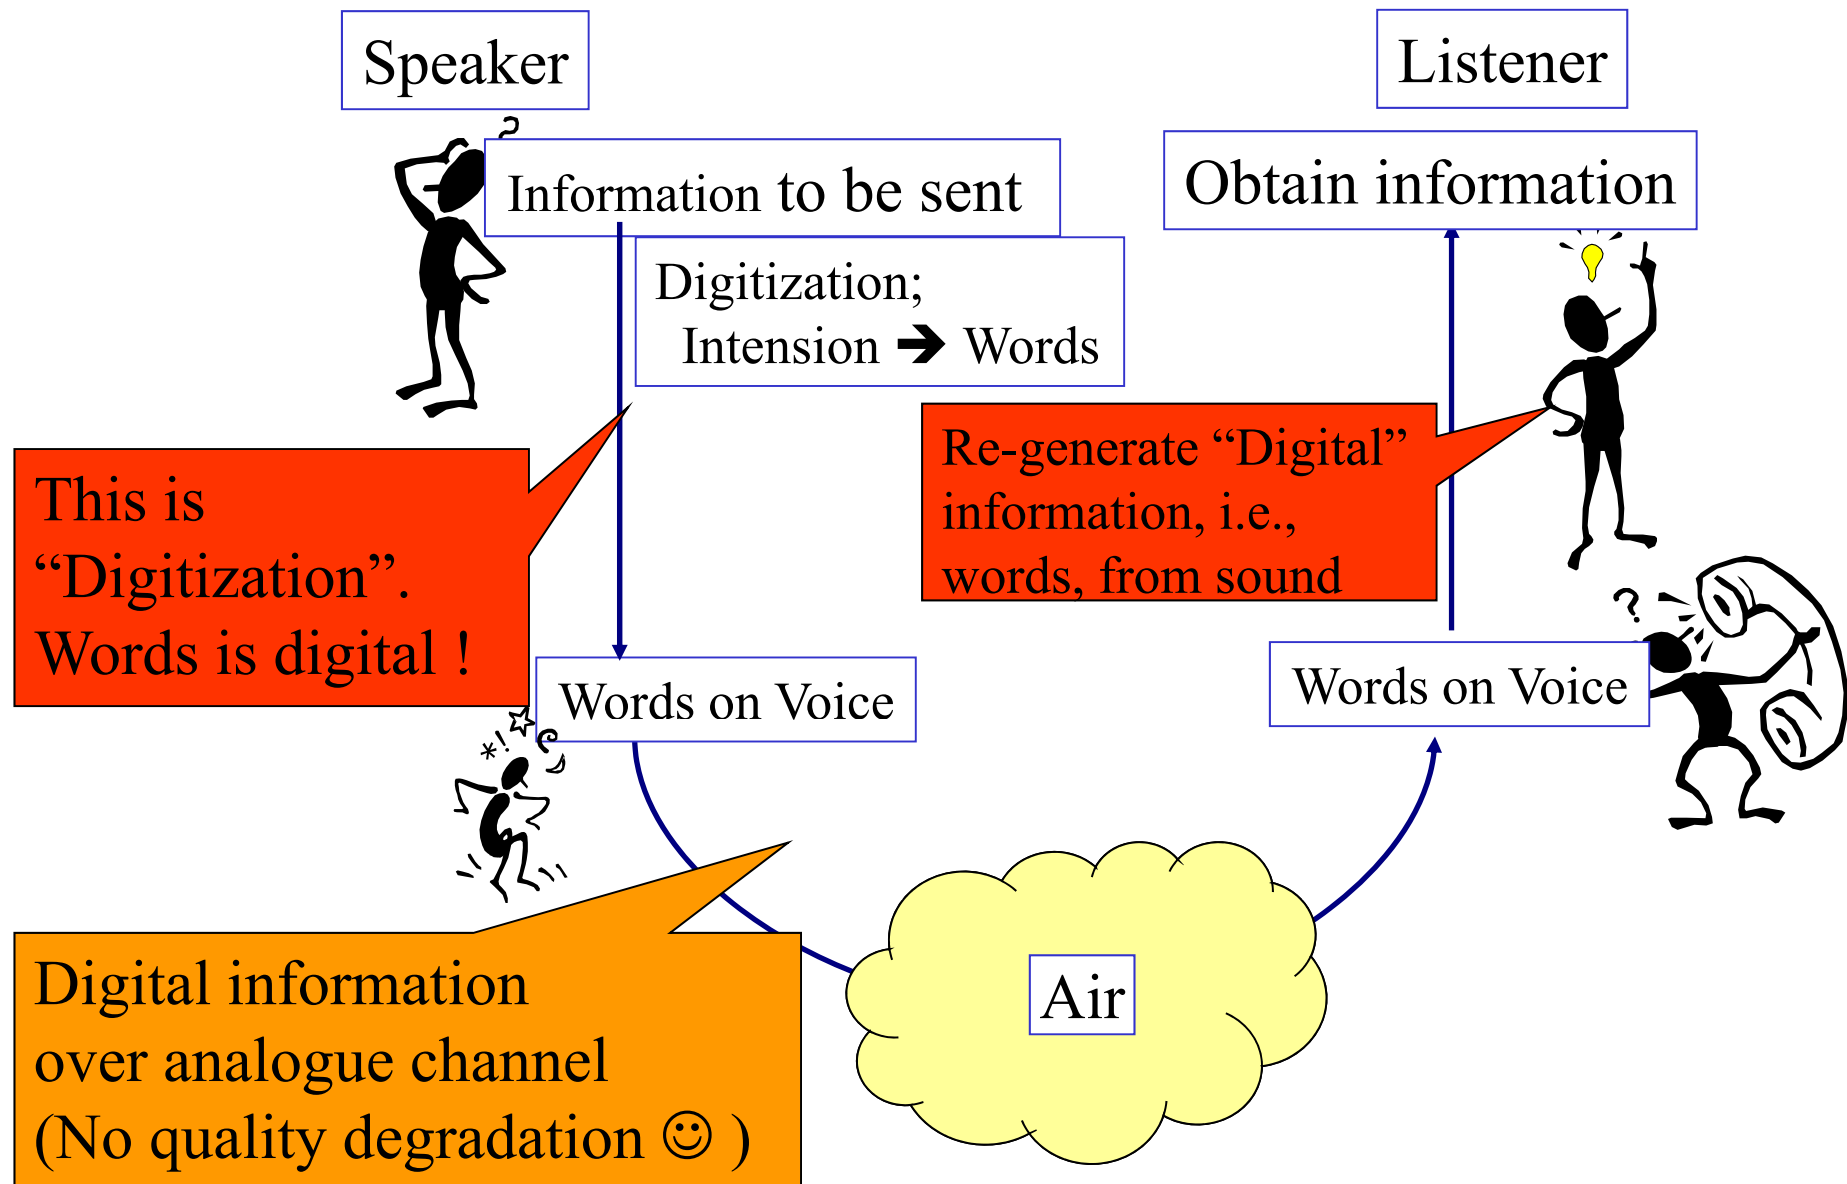 Speaker
Listener
Information to be sent
Obtain information
Digitization;
Intension ➔ Words
This is
“Digitization”.
Words is digital !
Re-generate “Digital”
information, i.e.,
words, from sound
Words on Voice
Words on Voice
Digital information
over analogue channel
(No quality degradation ☺ )
Air
?
?
*!